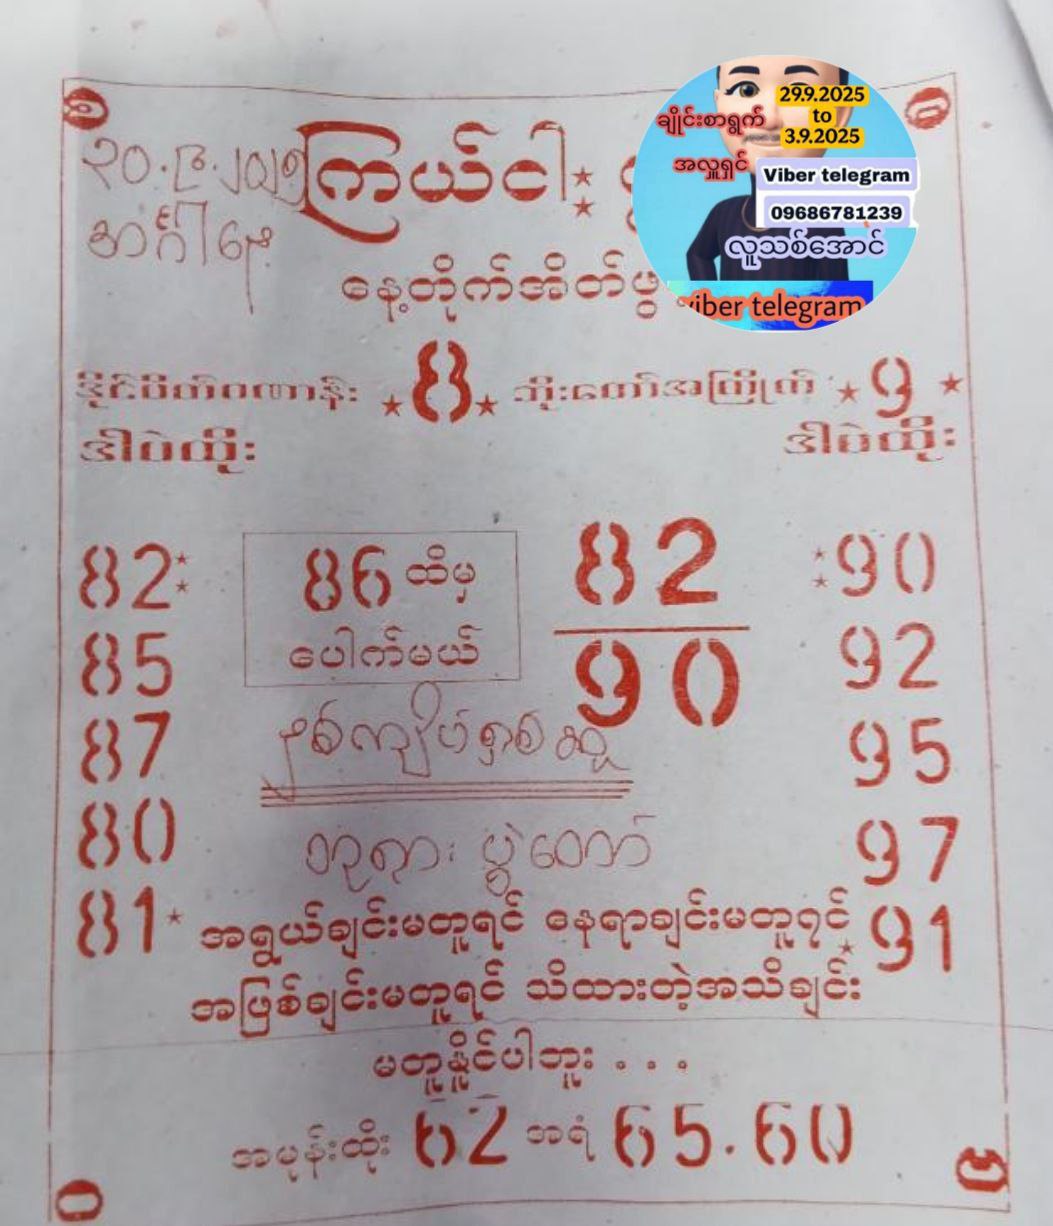 29.9.2025
to
3.9.2025
ချိုင်းစာရွက်
အလှူရှင်
Viber telegram
09686781239
လူသစ်အောင်
viber telegram
၃၀.၉.၂၀၂၅
အင်္ဂါနေ့
ကြယ်ငါး
နေ့တိုက်အိတ်ဖွ
ဒိုင်ပိတ်ဂဏာန်း 8 ဘိုးတော်အကြိုက် 9
ဒါပဲထိုး ဒါပဲထိုး
82 86 ထိမှ 82 90
85 ပေါက်မယ် 90 92
87 95
80 ဘုရား ပွဲတော် 97
81 အရွယ်ချင်းမတူရင် နေရာချင်းမတူ၇င် 91
အဖြစ်ချင်းမတူရင် သိထားတဲ့အသိချင်း
မတူနိူင်ပါဘူး . . .
အပုန်းထိုး 62 အရံ 65.60